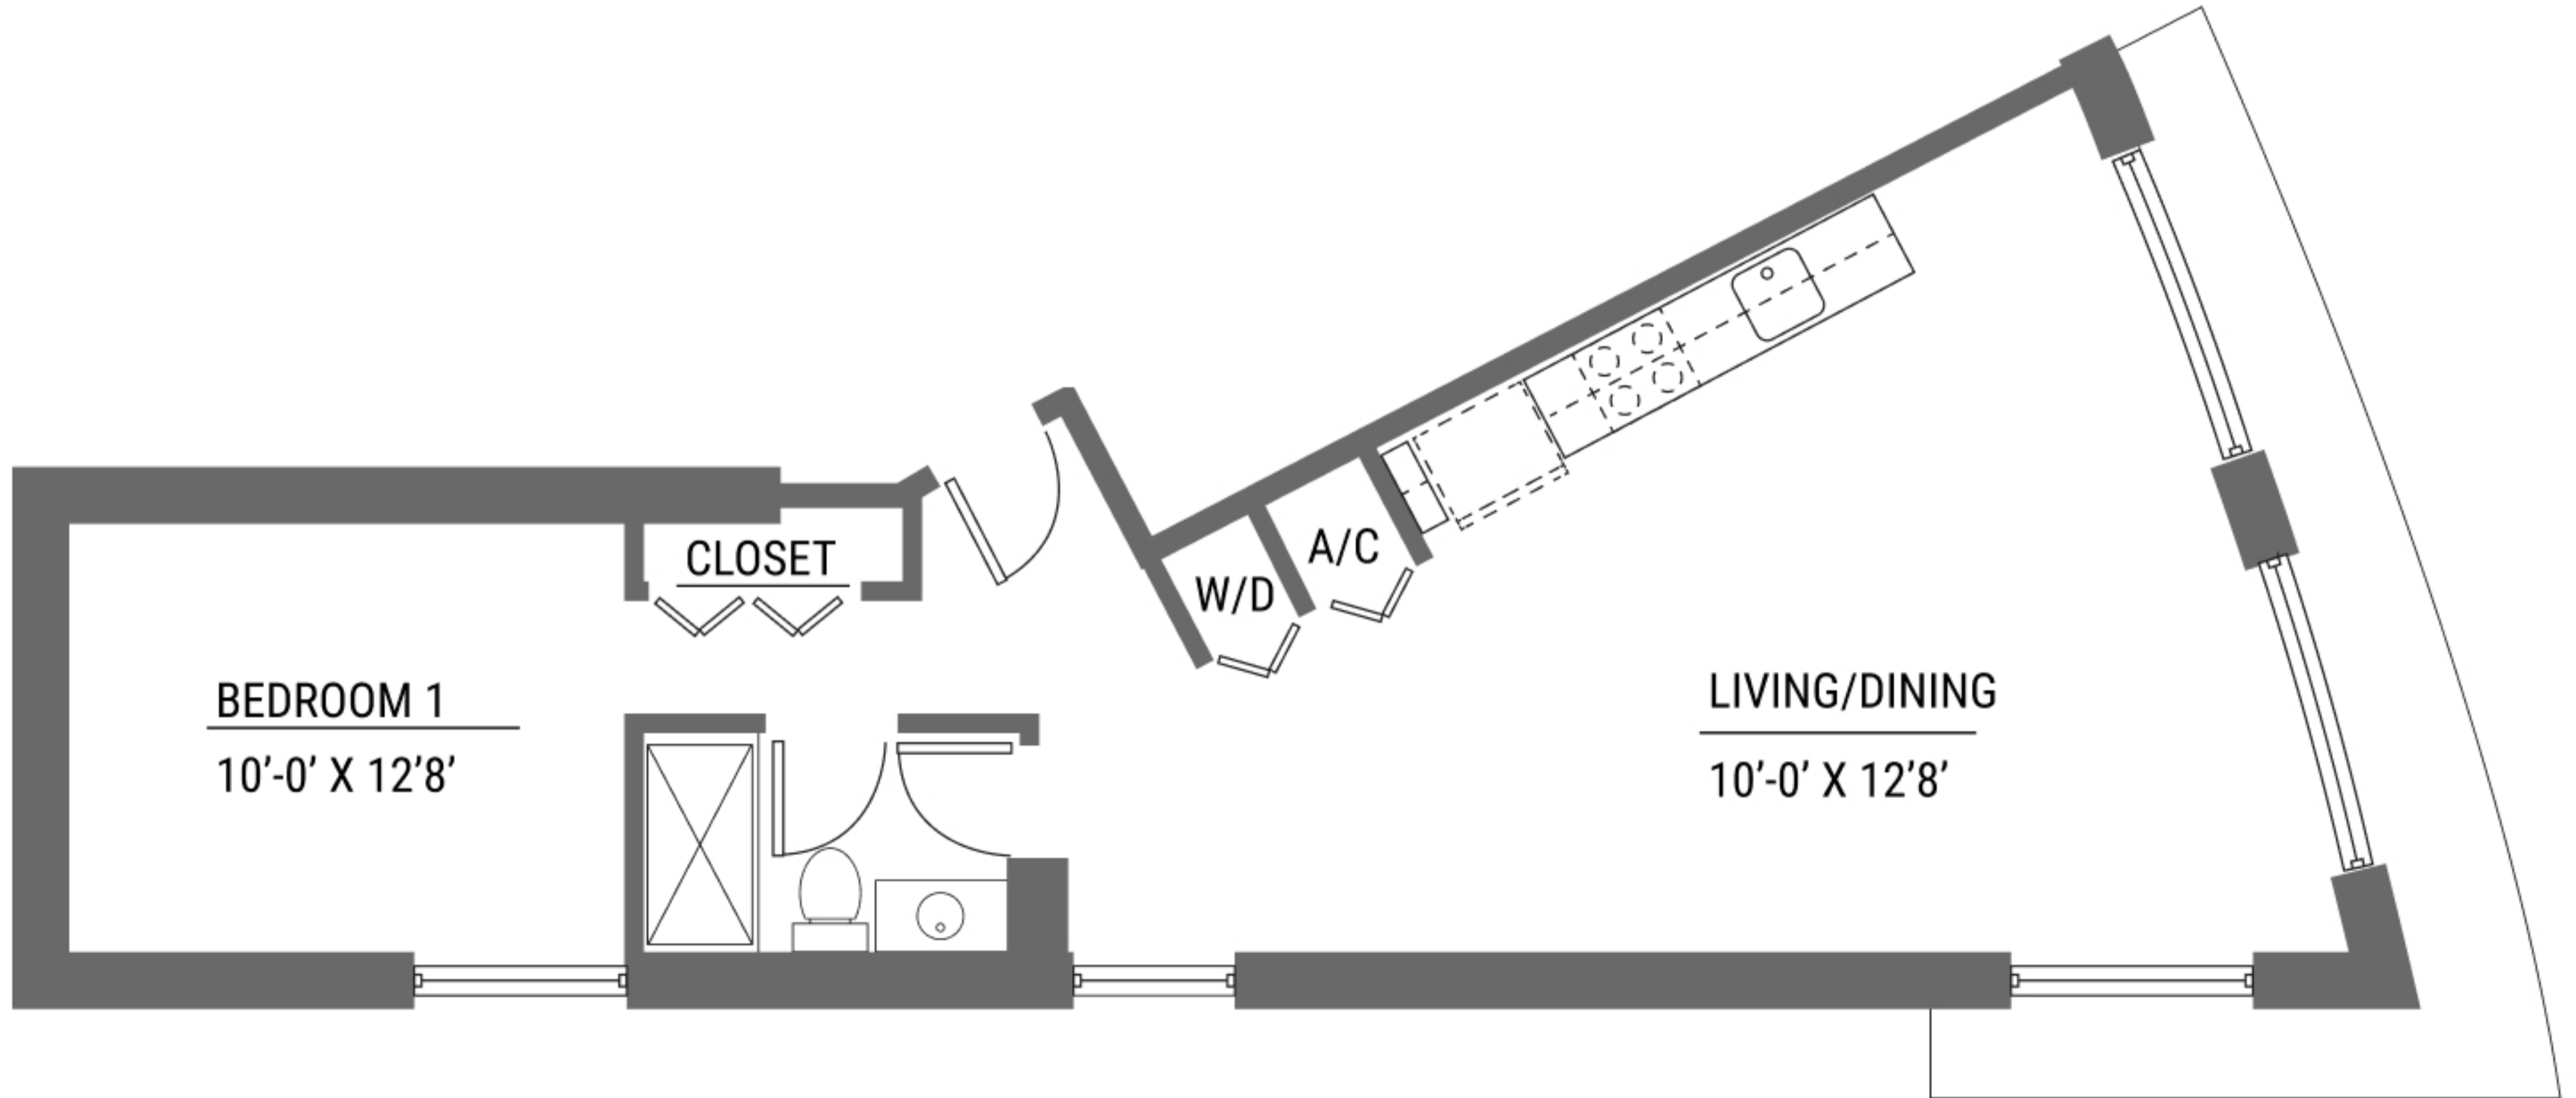 CLOSET
A/C
W/D
BEDROOM 1
10’-0’ X 12’8’
LIVING/DINING
10’-0’ X 12’8’